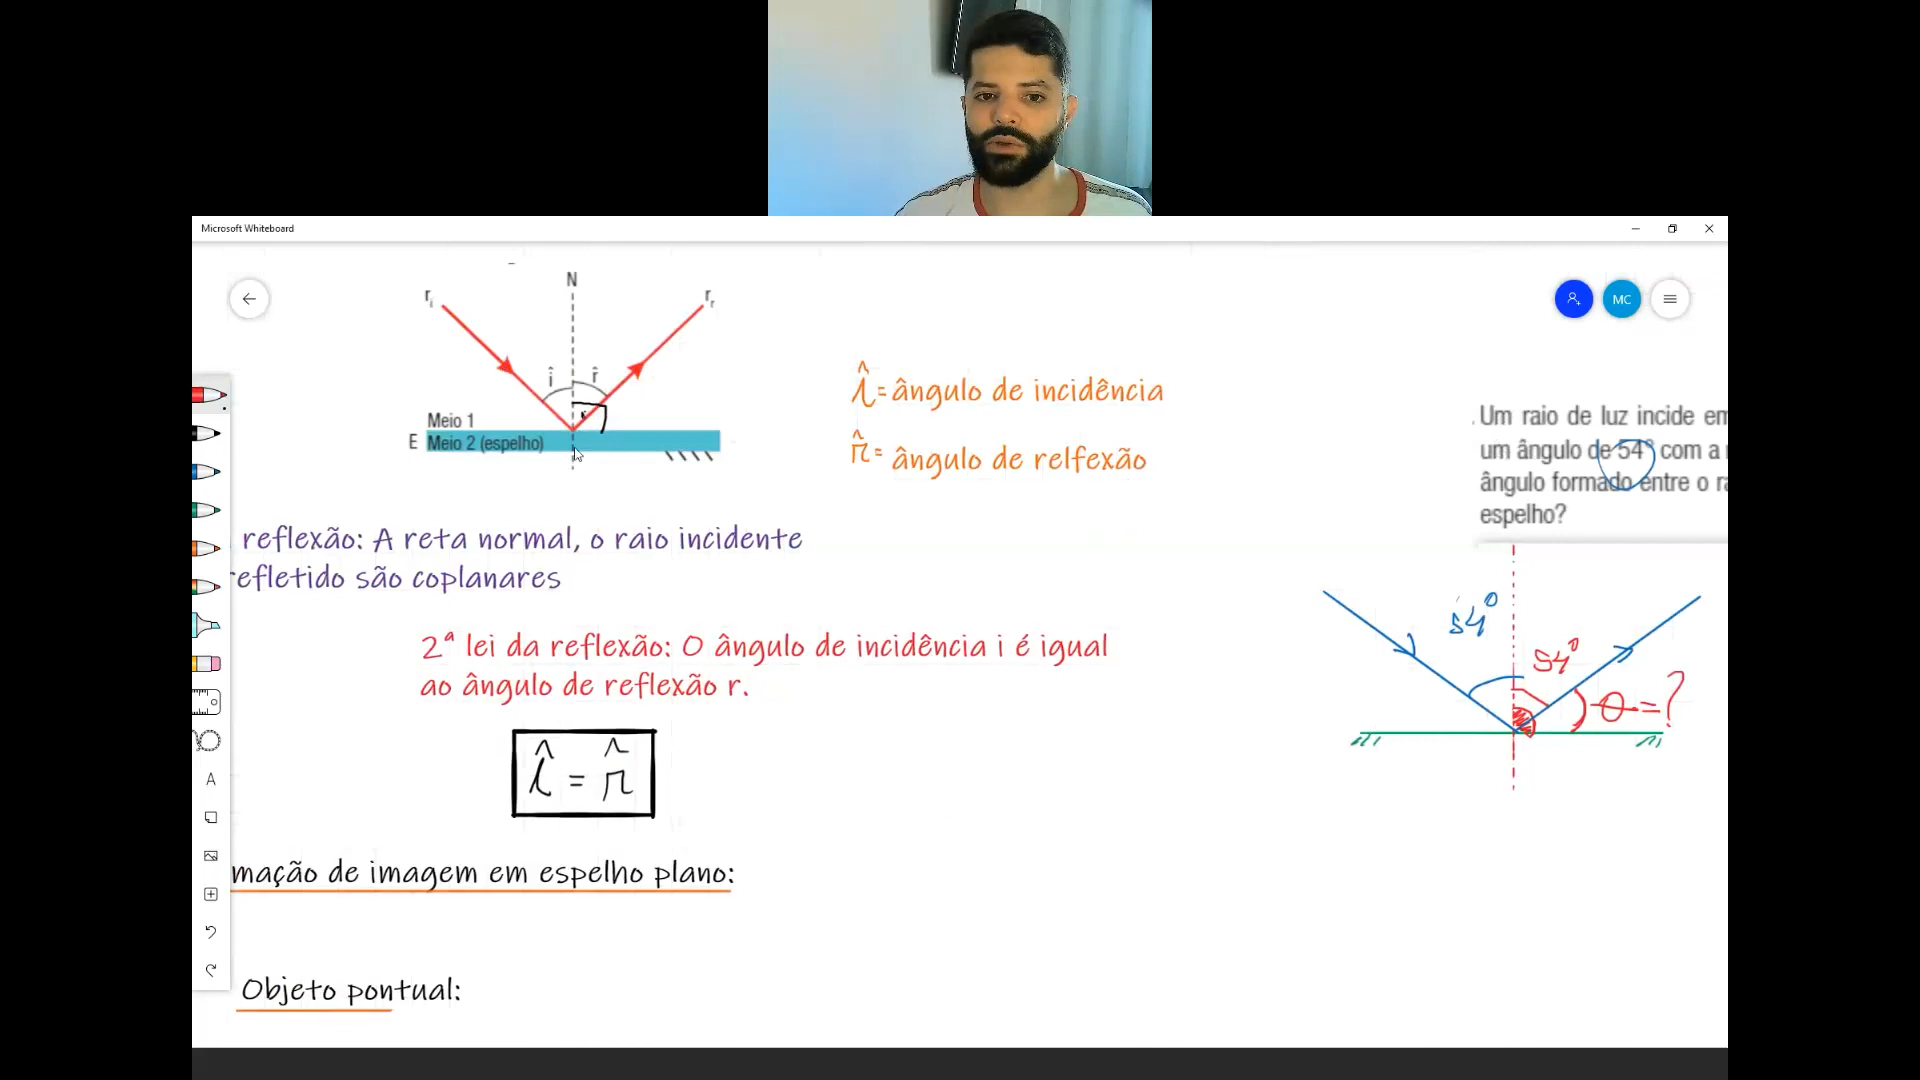 Microsoft Whiteboard
N
rᵢ
rᵣ
î
r̂
Meio 1
E
Meio 2 (espelho)
î = ângulo de incidência
r̂ = ângulo de relfexão
Um raio de luz incide em
um ângulo de 54° com a
ângulo formado entre o
espelho?
reflexão: A reta normal, o raio incidente
refletido são coplanares
2ª lei da reflexão: O ângulo de incidência i é igual
ao ângulo de reflexão r.
î = r̂
54°
54°
θ=?
mação de imagem em espelho plano:
Objeto pontual:
MC
A